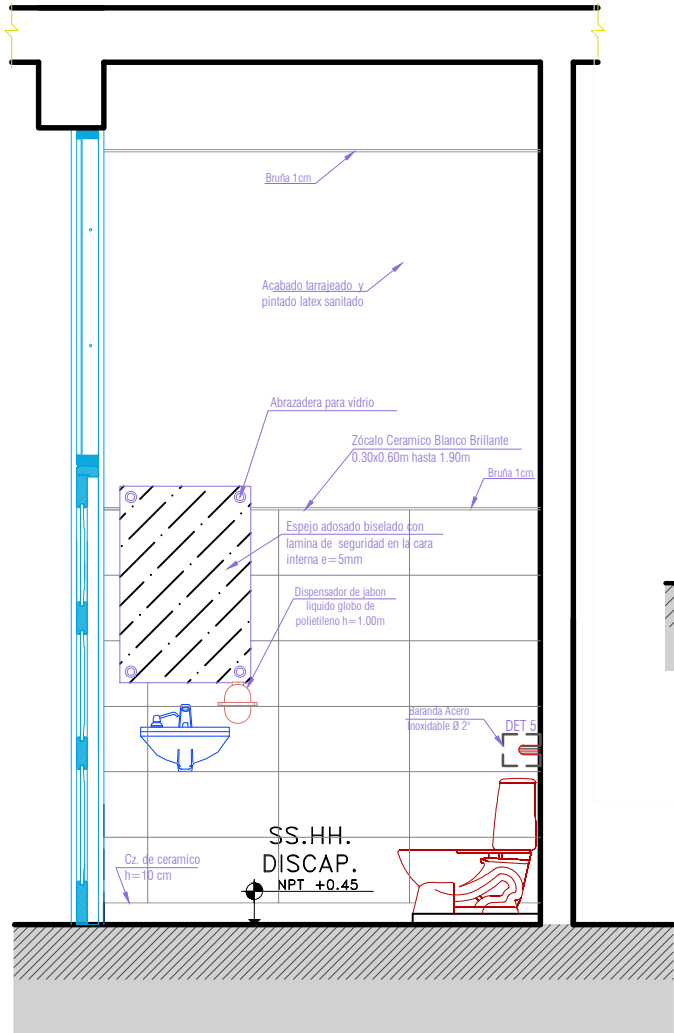 Bruña 1cm
Acabado tarrajeado y
pintado latex sanitado
Abrazadera para vidrio
Zócalo Ceramico Blanco Brillante
0.30x0.60m hasta 1.90m
Bruña 1cm
Espejo adosado biselado con
lamina de seguridad en la cara
interna e=5mm
Dispensador de jabon
liquido globo de
polietileno h=1.00m
Baranda Acero
Inoxidable Ø 2"
DET 5
SS.HH.
DISCAP.
NPT +0.45
Cz. de ceramico
h=10 cm